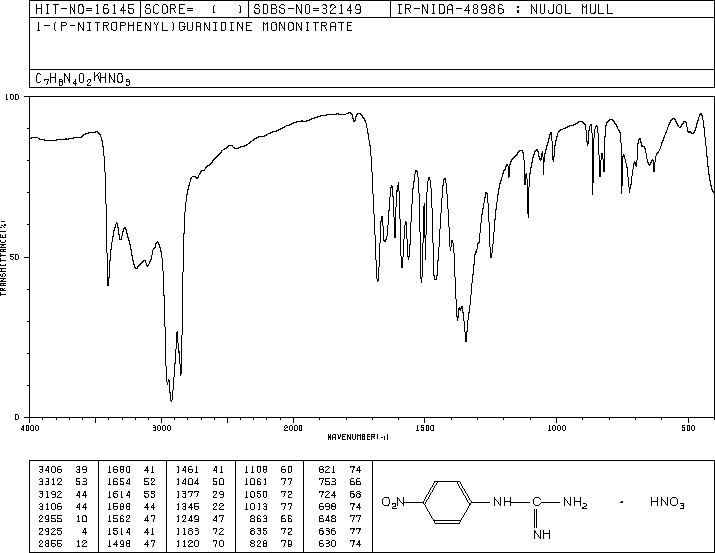 HIT-NO=16145 SCORE= ( ) SDBS-NO=32149 IR-NIDA-48986 : NUJOL MULL
1-(P-NITROPHENYL)GUANIDINE MONONITRATE
C7H8N4O2·HNO3
100
50
0
TRANSMITTANCE(%)
4000 3000 2000 1500 1000 500
WAVENUMBER(-1)
3406 39 1680 41 1461 41 1108 60 821 74
3312 53 1654 52 1404 50 1061 77 753 66
3192 44 1614 55 1377 29 1050 72 724 68
3106 44 1588 44 1345 22 1013 77 698 74
2955 10 1562 47 1249 47 863 66 648 77
2925 4 1514 41 1183 72 835 72 636 77
2855 12 1498 47 1120 70 828 79 630 74
O2N NH C NH2 · HNO3
NH